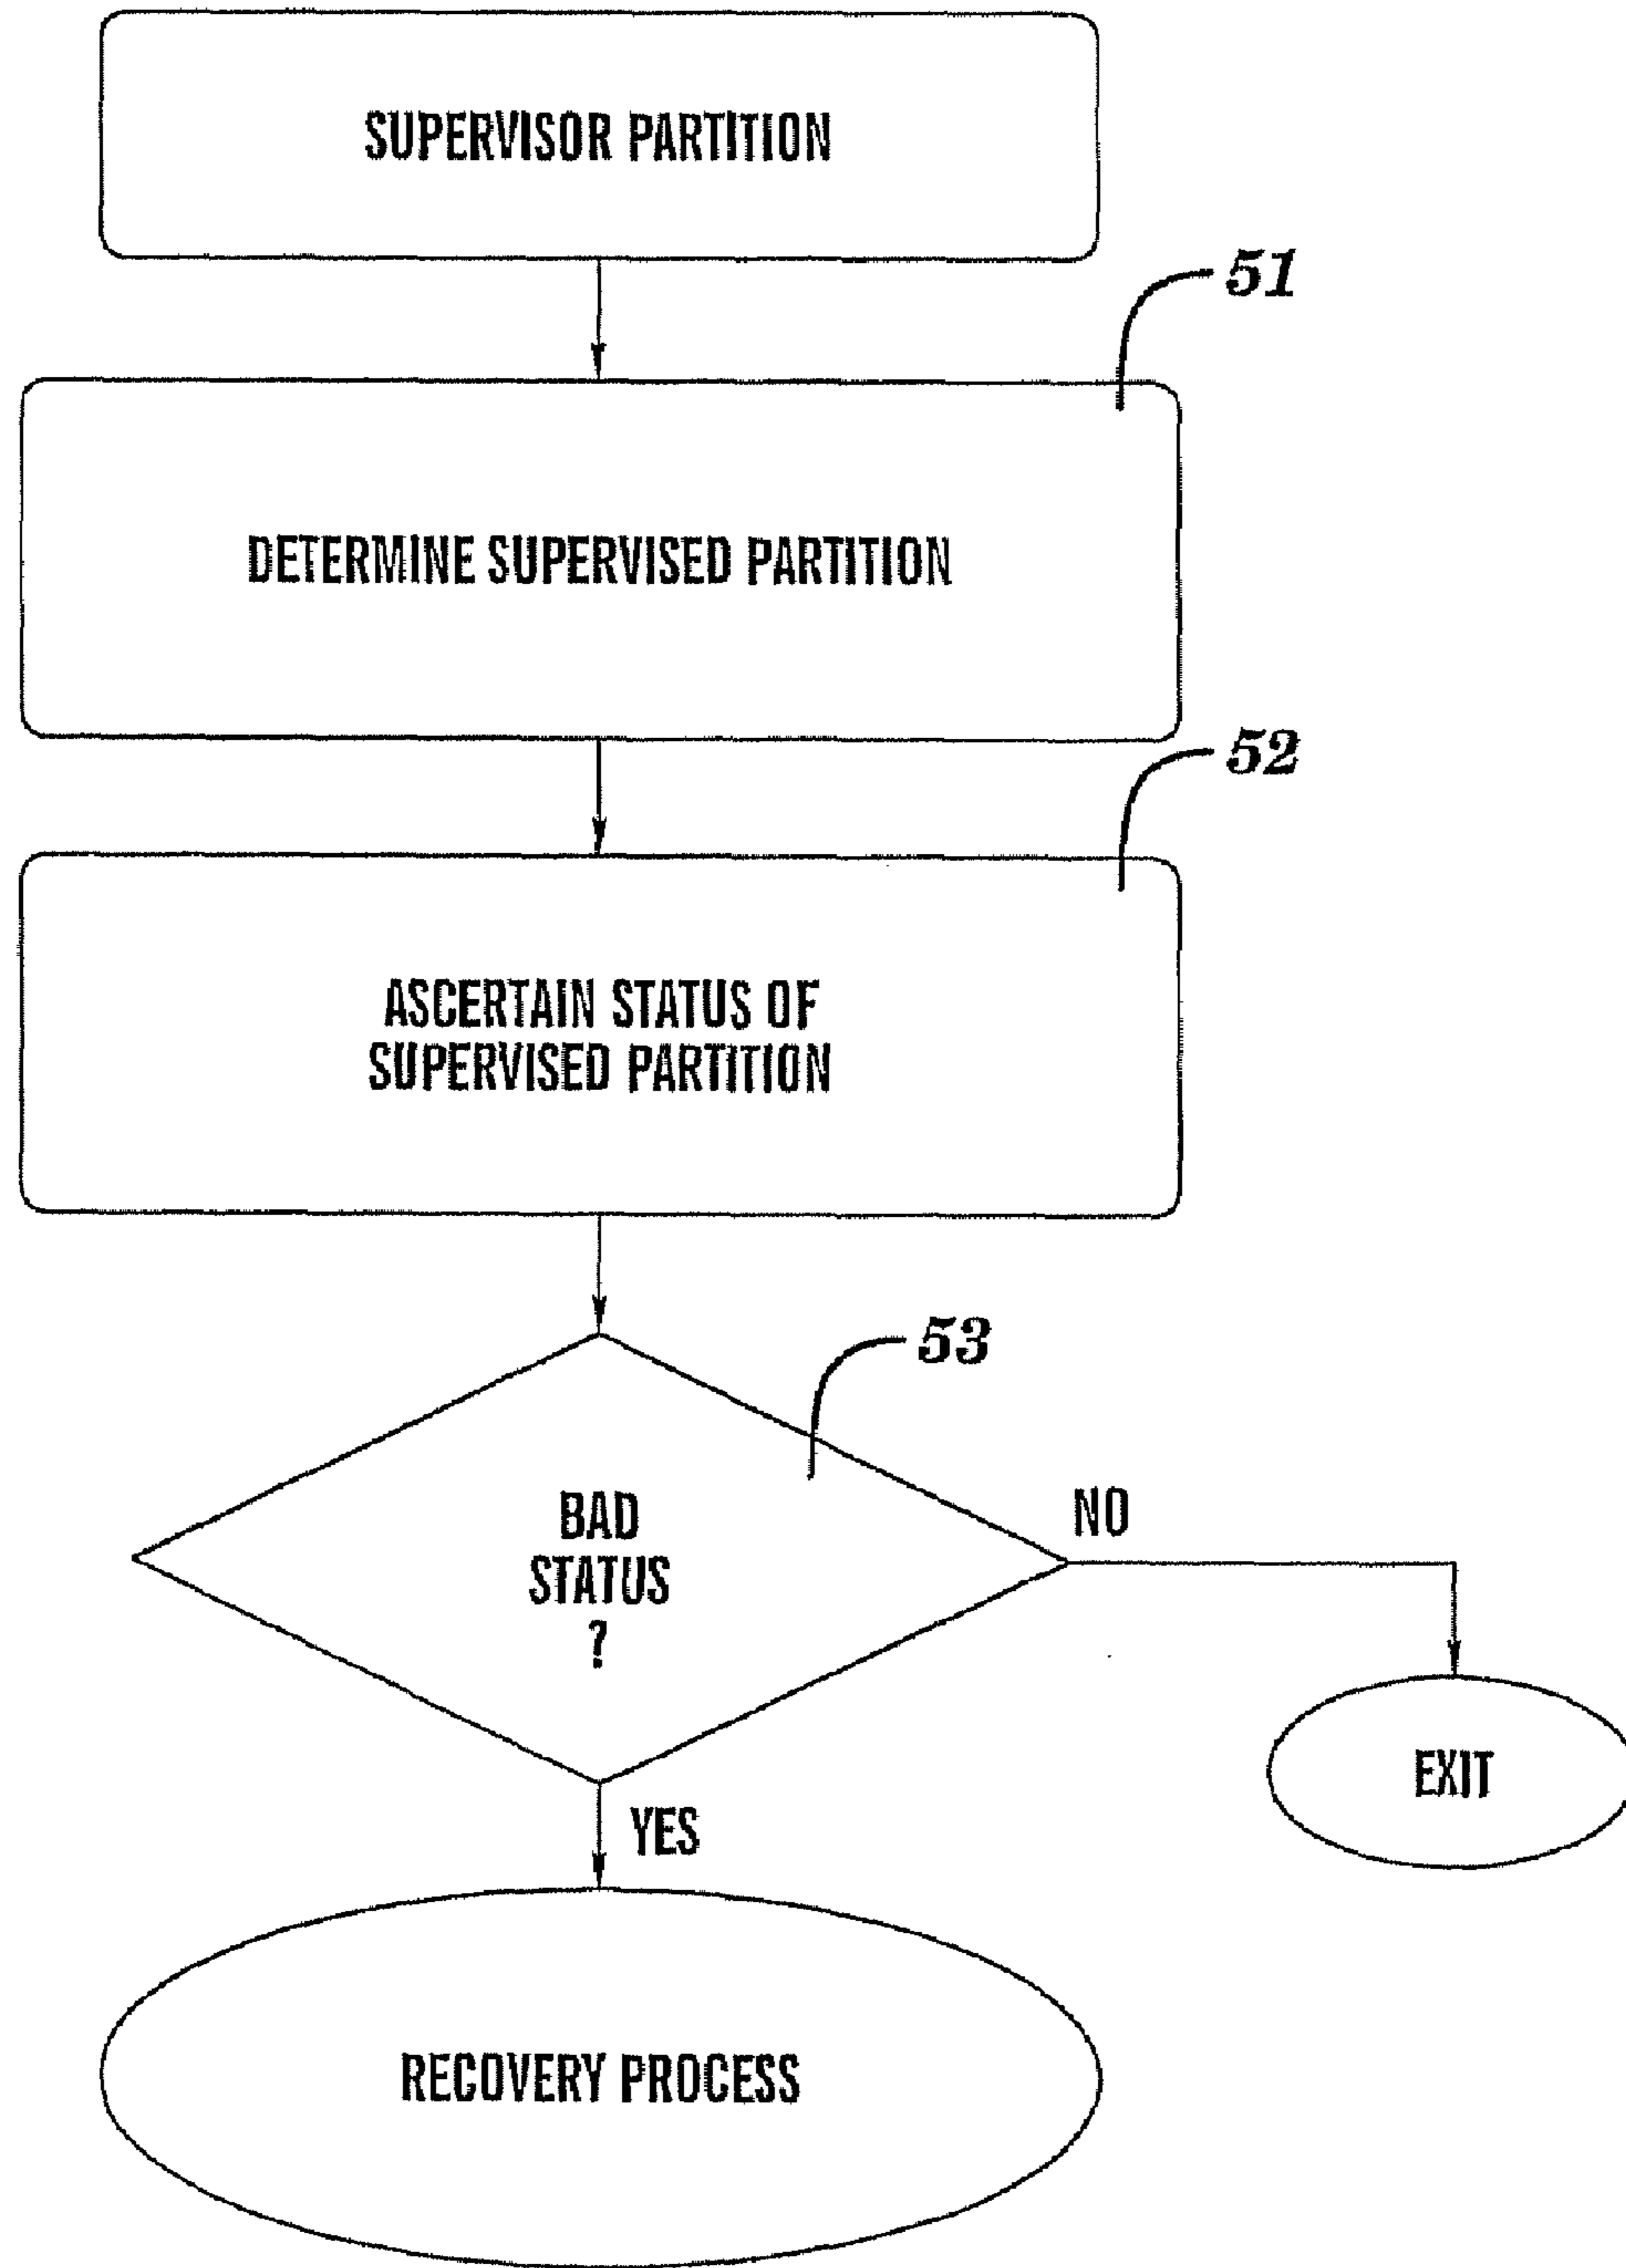 SUPERVISOR PARTITION
51
DETERMINE SUPERVISED PARTITION
52
ASCERTAIN STATUS OF
SUPERVISED PARTITION
53
BAD
STATUS
?
NO
EXIT
YES
RECOVERY PROCESS